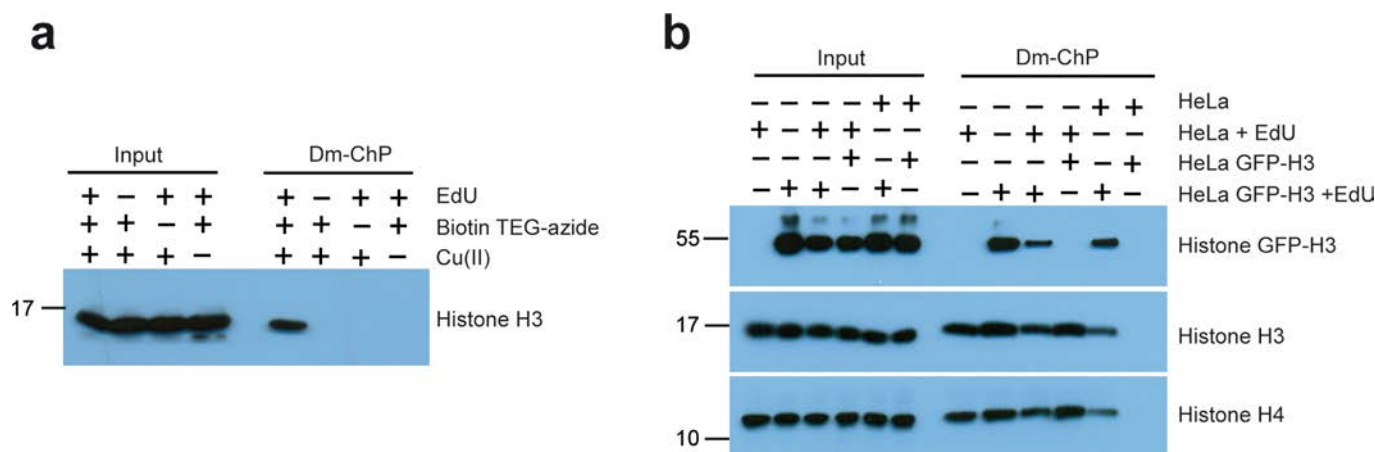 a
Input Dm-ChP
+ − + + + − + + EdU
+ + − + + + − + Biotin TEG-azide
+ + + − + + + − Cu(II)
17
Histone H3
b
Input Dm-ChP
− − − − + + − − − − + + HeLa
+ − + + − − + − + + − − HeLa + EdU
− − − + − + − − − + − + HeLa GFP-H3
− + + − + − − + + − + − HeLa GFP-H3 +EdU
55 Histone GFP-H3
17 Histone H3
Histone H4
10